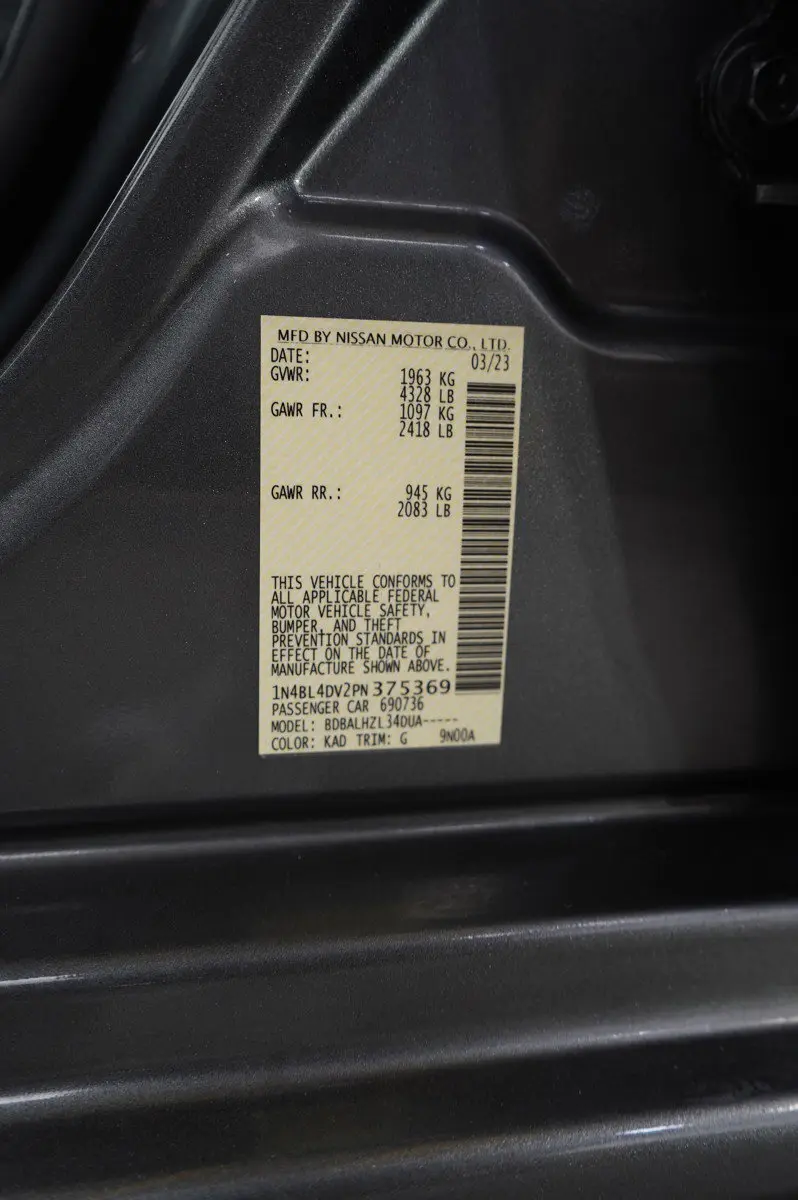 MFD BY NISSAN MOTOR CO., LTD.
DATE: 03/23
GVWR: 1963 KG
4328 LB
GAWR FR.: 1097 KG
2418 LB
GAWR RR.: 945 KG
2083 LB
THIS VEHICLE CONFORMS TO
ALL APPLICABLE FEDERAL
MOTOR VEHICLE SAFETY,
BUMPER, AND THEFT
PREVENTION STANDARDS IN
EFFECT ON THE DATE OF
MANUFACTURE SHOWN ABOVE.
1N4BL4DV2PN375369
PASSENGER CAR 690736
MODEL: BDBALHZL34DUA-----
COLOR: KAD TRIM: G 9N00A